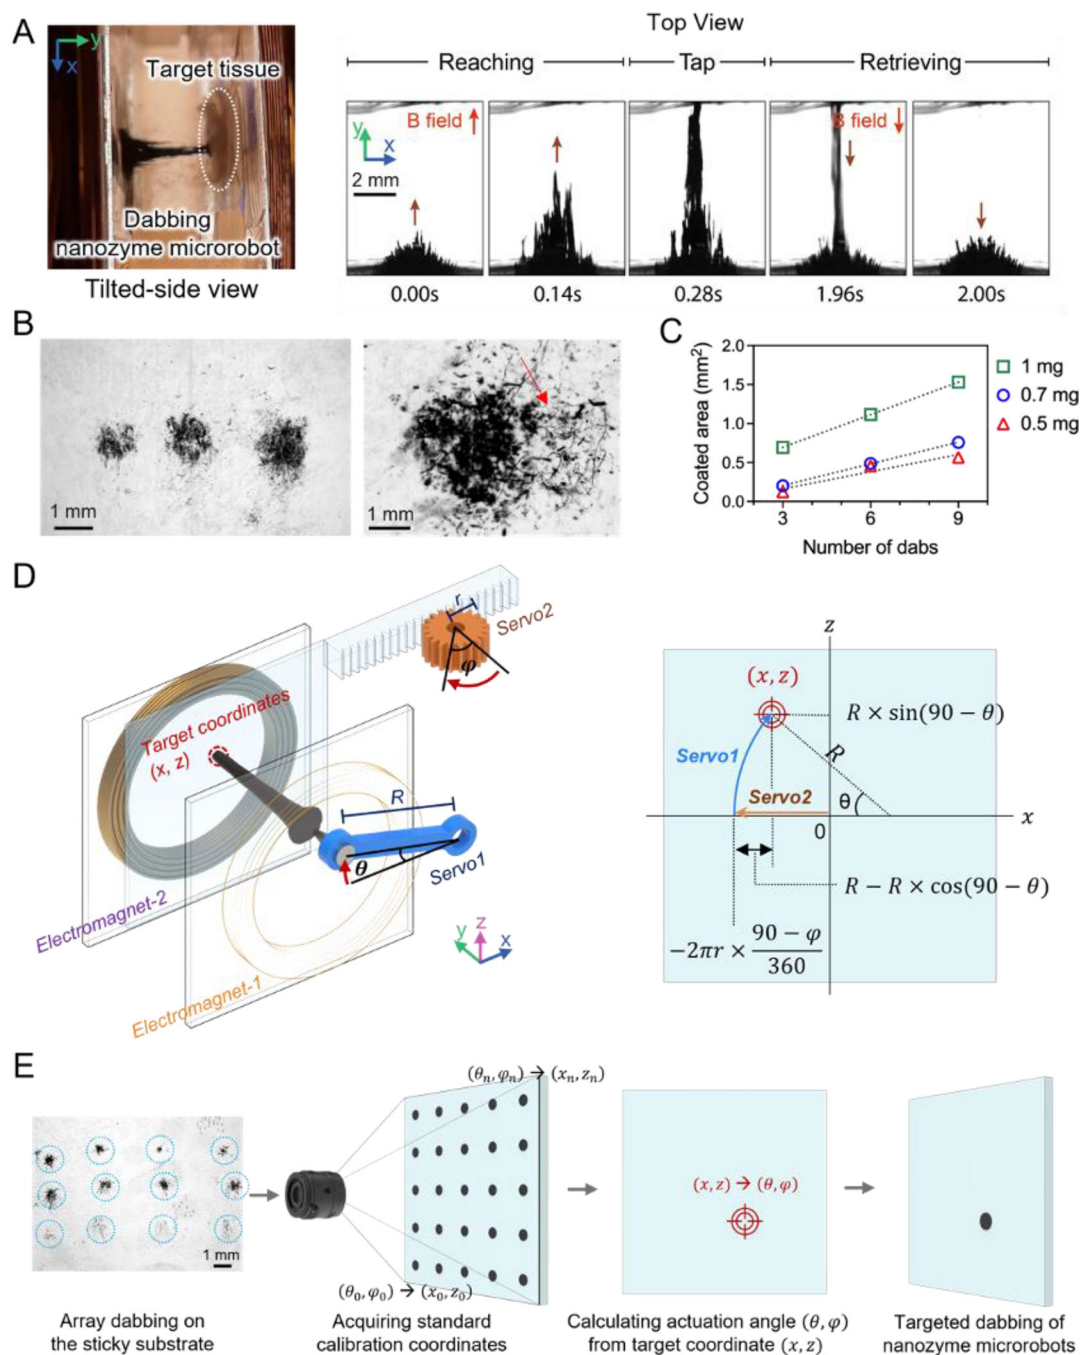 A
y
x
Target tissue
Dabbing
nanozyme microrobot
Tilted-side view
Top View
Reaching
Tap
Retrieving
B field
y
x
2 mm
B field
0.00s
0.14s
0.28s
1.96s
2.00s
B
1 mm
1 mm
C
Coated area (mm²)
2.0
1.5
1.0
0.5
0.0
3
6
9
Number of dabs
1 mg
0.7 mg
0.5 mg
D
r
Servo2
φ
Target coordinates
(x, z)
R
Servo1
θ
Electromagnet-2
Electromagnet-1
y
z
x
z
(x, z)
R × sin(90 − θ)
Servo1
R
Servo2
θ
x
0
R − R × cos(90 − θ)
−2πr × (90 − φ)/360
E
1 mm
Array dabbing on
the sticky substrate
(θₙ, φₙ) → (xₙ, zₙ)
(θ₀, φ₀) → (x₀, z₀)
Acquiring standard
calibration coordinates
(x, z) → (θ, φ)
Calculating actuation angle (θ, φ)
from target coordinate (x, z)
Targeted dabbing of
nanozyme microrobots